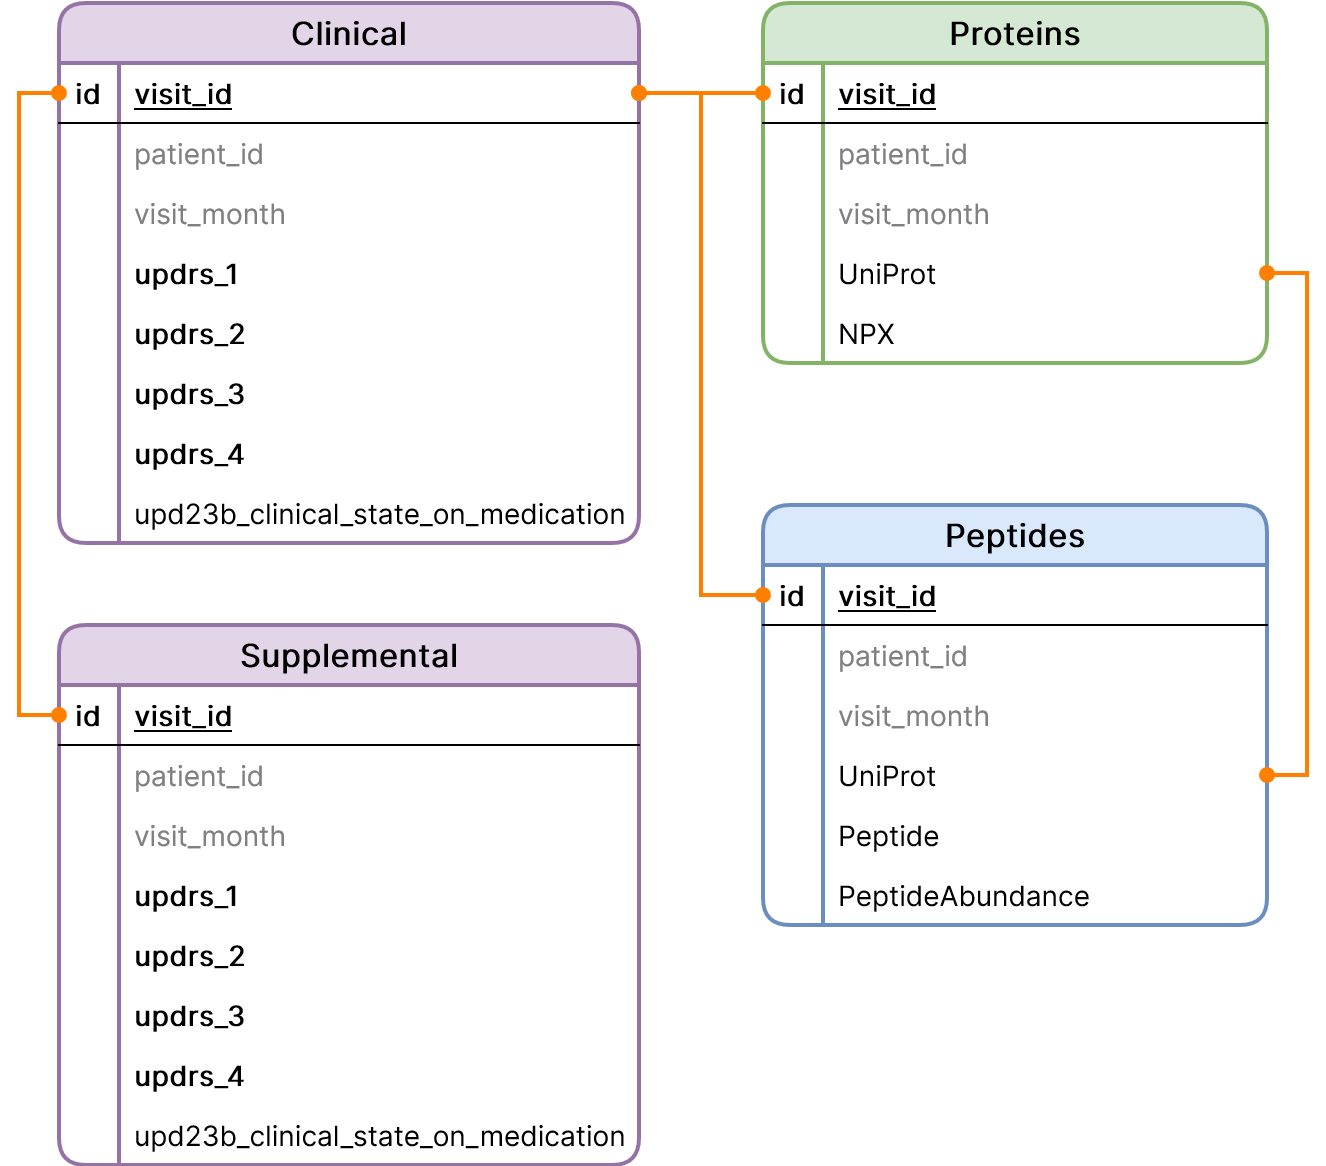 Clinical
id visit_id
patient_id
visit_month
updrs_1
updrs_2
updrs_3
updrs_4
upd23b_clinical_state_on_medication
Supplemental
id visit_id
patient_id
visit_month
updrs_1
updrs_2
updrs_3
updrs_4
upd23b_clinical_state_on_medication
Proteins
id visit_id
patient_id
visit_month
UniProt
NPX
Peptides
id visit_id
patient_id
visit_month
UniProt
Peptide
PeptideAbundance